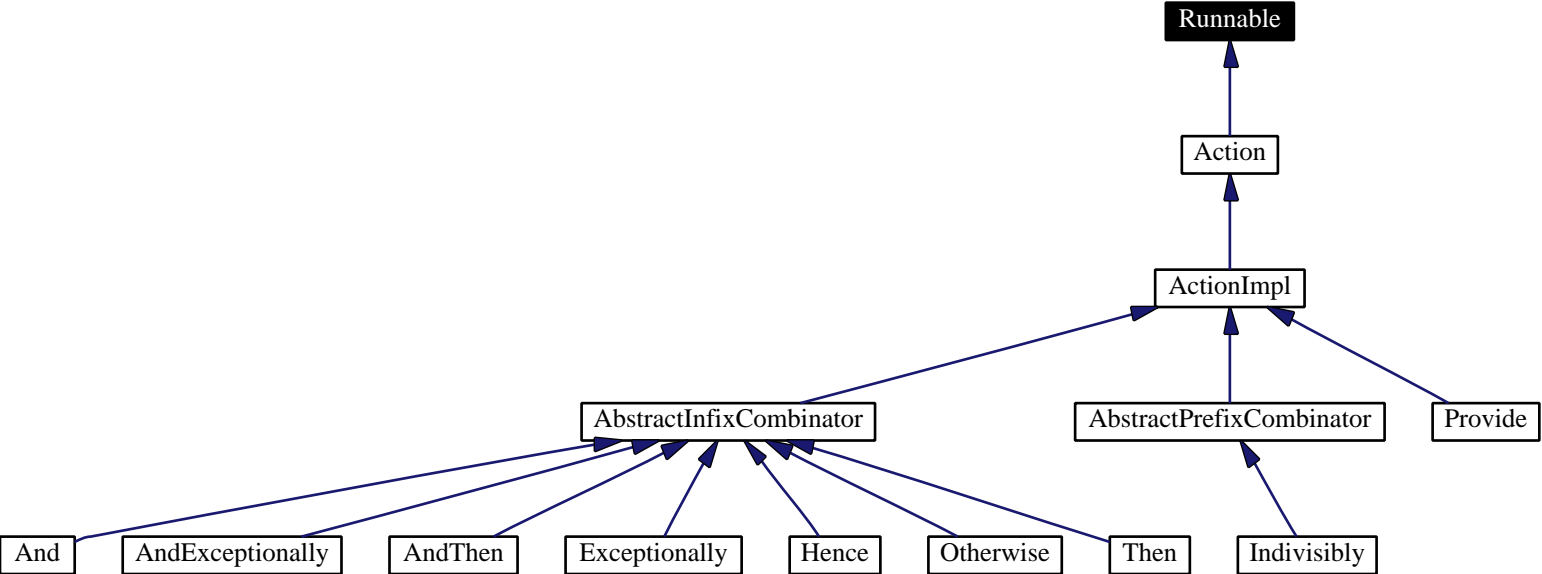 Runnable
Action
ActionImpl
AbstractInfixCombinator
AbstractPrefixCombinator
Provide
And
AndExceptionally
AndThen
Exceptionally
Hence
Otherwise
Then
Indivisibly